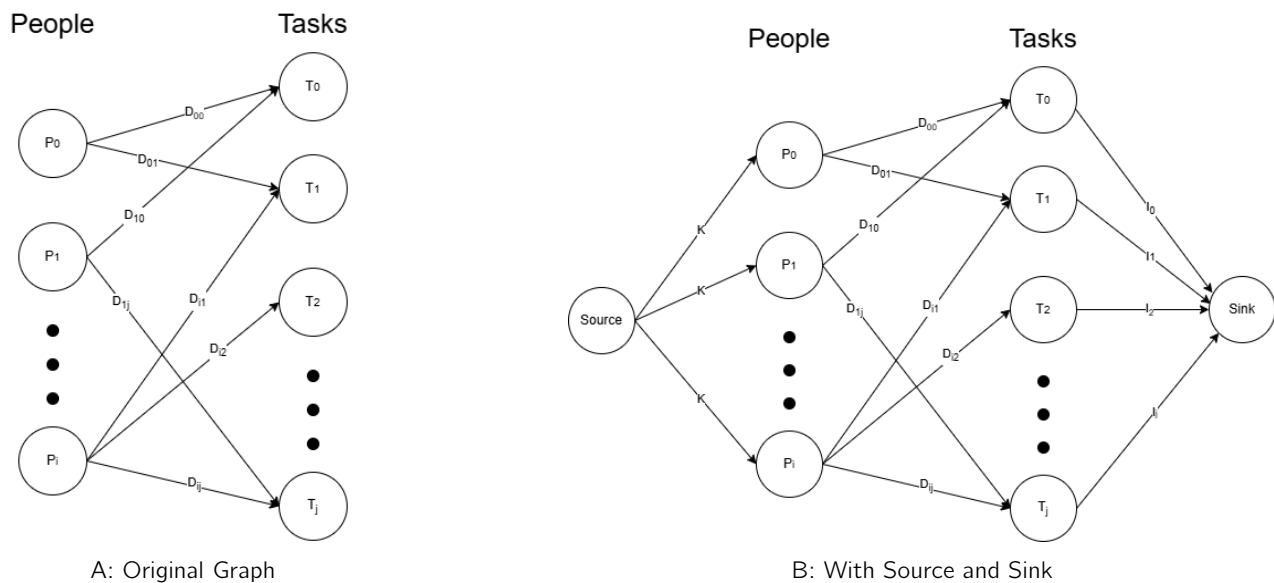 People
Tasks
T0
P0
D00
D01
T1
D10
P1
Di1
D1j
T2
Di2
Pi
Dij
Tj
A: Original Graph
People
Tasks
T0
P0
D00
D01
T1
I0
K
D10
I1
P1
K
Source
Di1
D1j
T2
I2
Sink
Di2
K
Ij
Pi
Dij
Tj
B: With Source and Sink